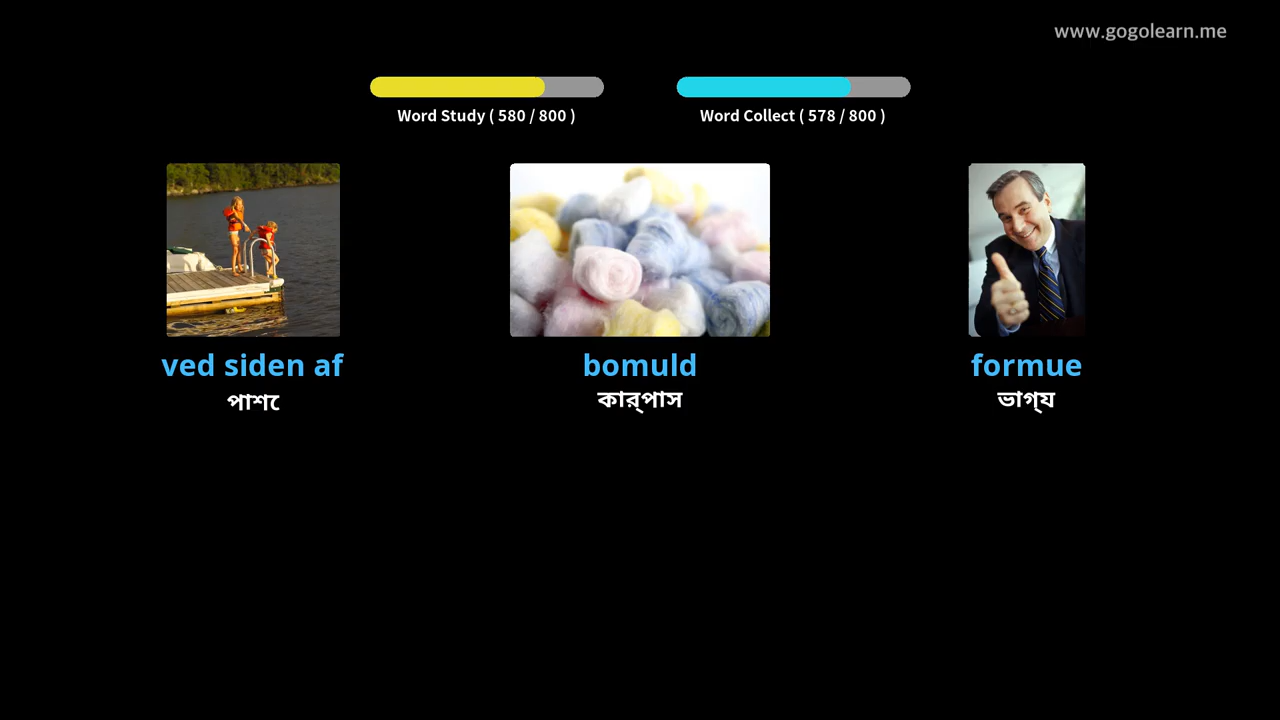 www.gogolearn.me
Word Study ( 580 / 800 )
Word Collect ( 578 / 800 )
ved siden af
bomuld
formue
পাশে
কার্পাস
ভাগ্য